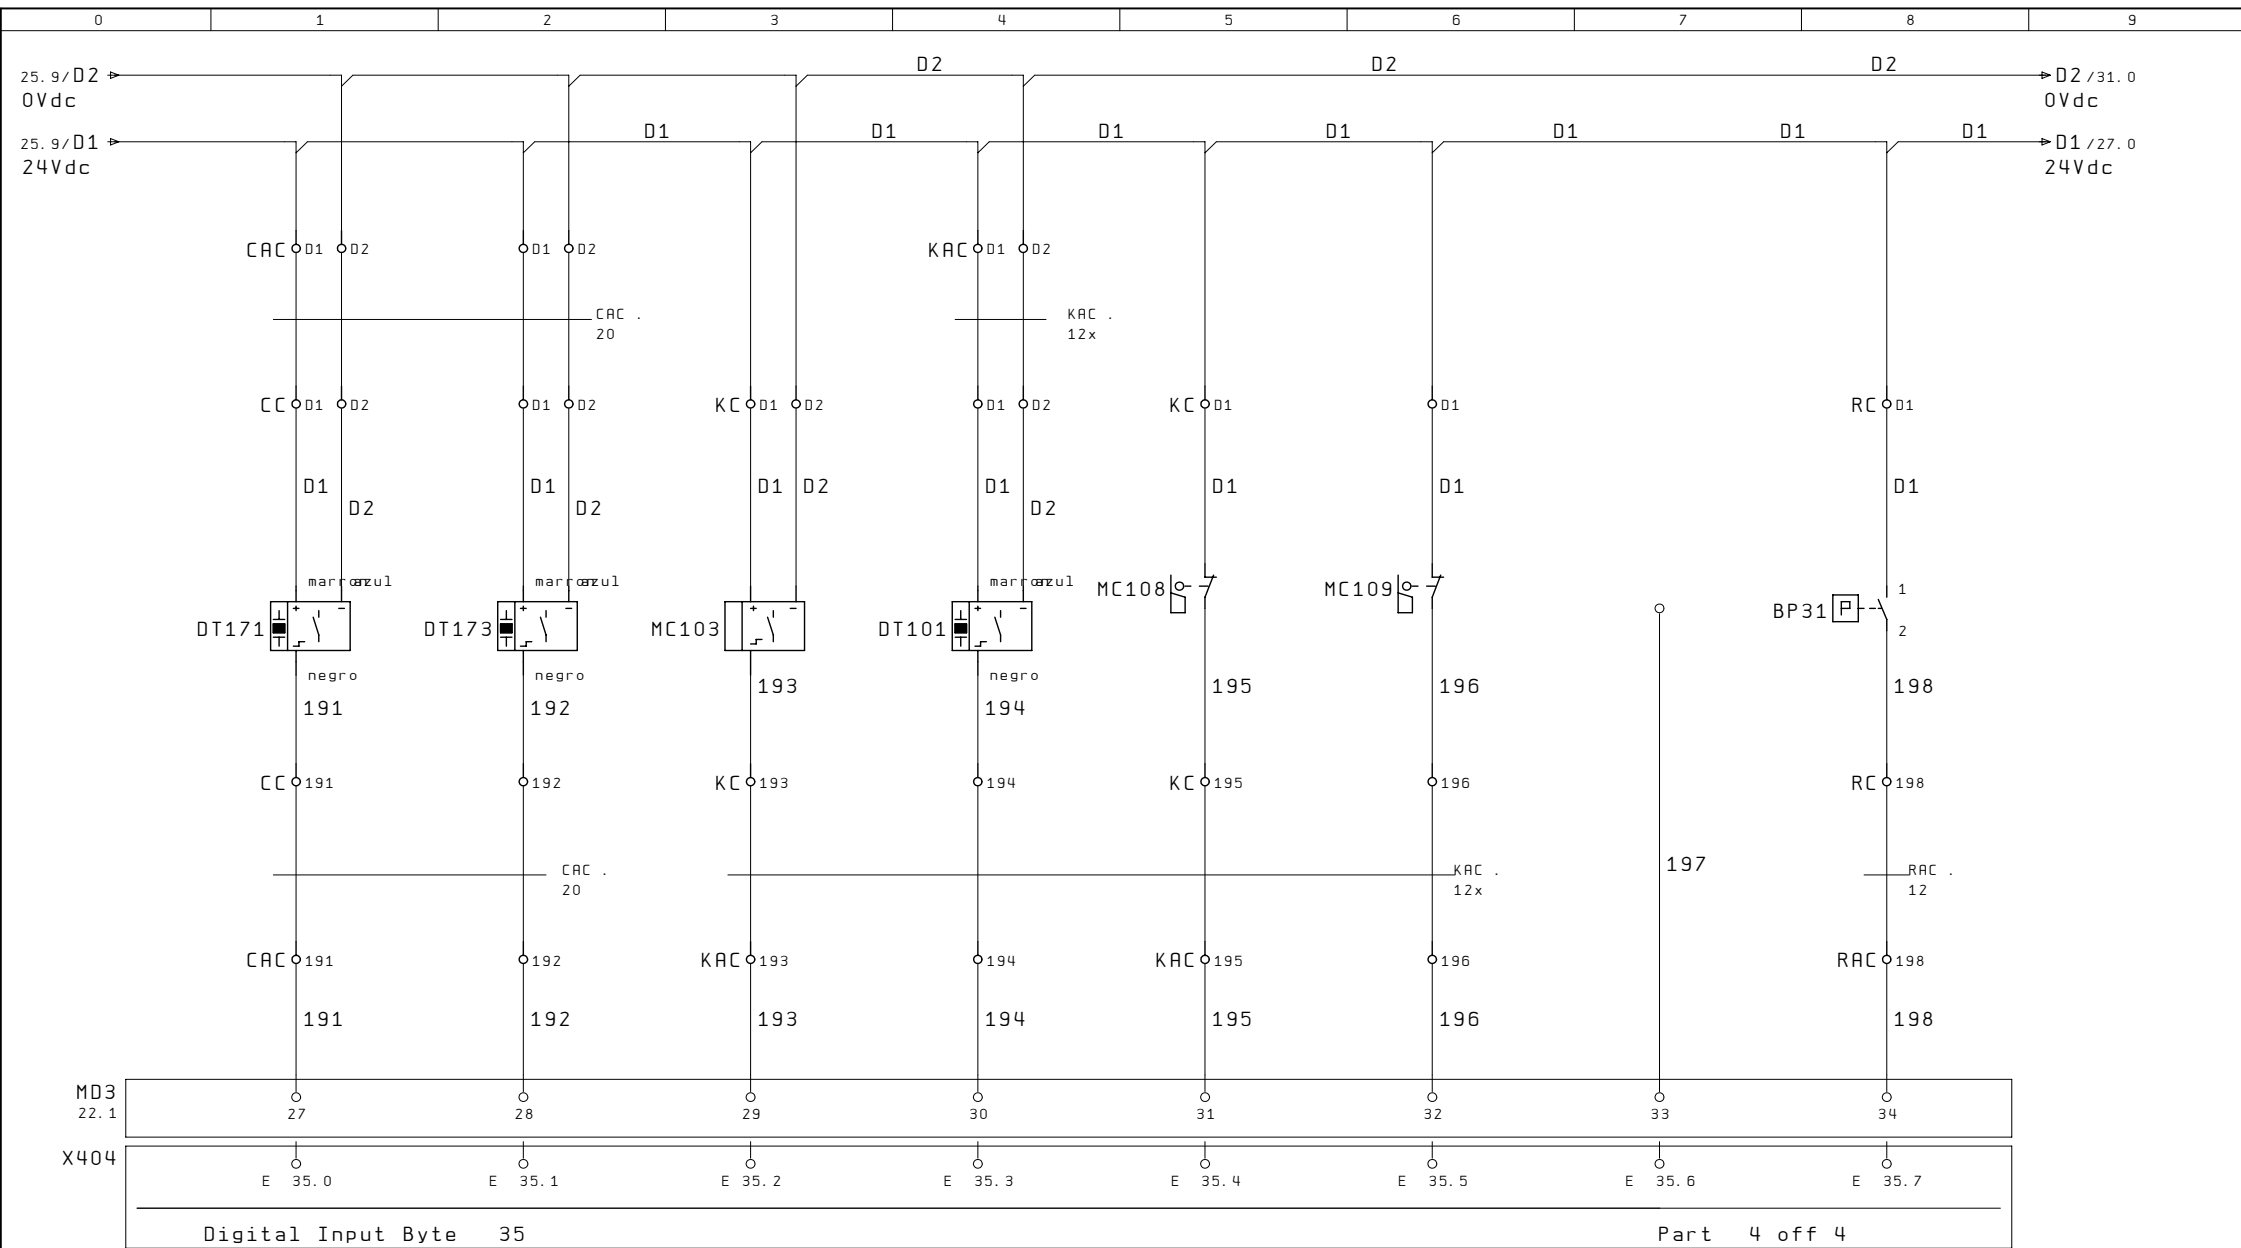 0 1 2 3 4 5 6 7 8 9
D2 D2 D2
25.9/D2 D2/31.0
0Vdc 0Vdc
D1 D1 D1 D1 D1 D1 D1
25.9/D1 D1/27.0
24Vdc 24Vdc
CAC D1 D2 D1 D2 KAC D1 D2
CAC . KAC .
20 12x
CC D1 D2 D1 D2 KC D1 D2 D1 D2 KC D1 D1 RC D1
D1 D1 D1 D2 D1 D1 D1 D1
D2 D2 D2
marron azul marron azul marron azul
MC108 MC109 1
+ - + - + - + -
BP31 P
DT171 DT173 MC103 DT101 2
negro negro negro
193 195 196 198
191 192 194
CC 191 192 KC 193 194 KC 195 196 RC 198
197
CAC . KAC . RAC .
20 12x 12
CAC 191 192 KAC 193 194 KAC 195 196 RAC 198
191 192 193 194 195 196 198
MD3
22.1 27 28 29 30 31 32 33 34
X404
E 35.0 E 35.1 E 35.2 E 35.3 E 35.4 E 35.5 E 35.6 E 35.7
Digital Input Byte 35 Part 4 off 4